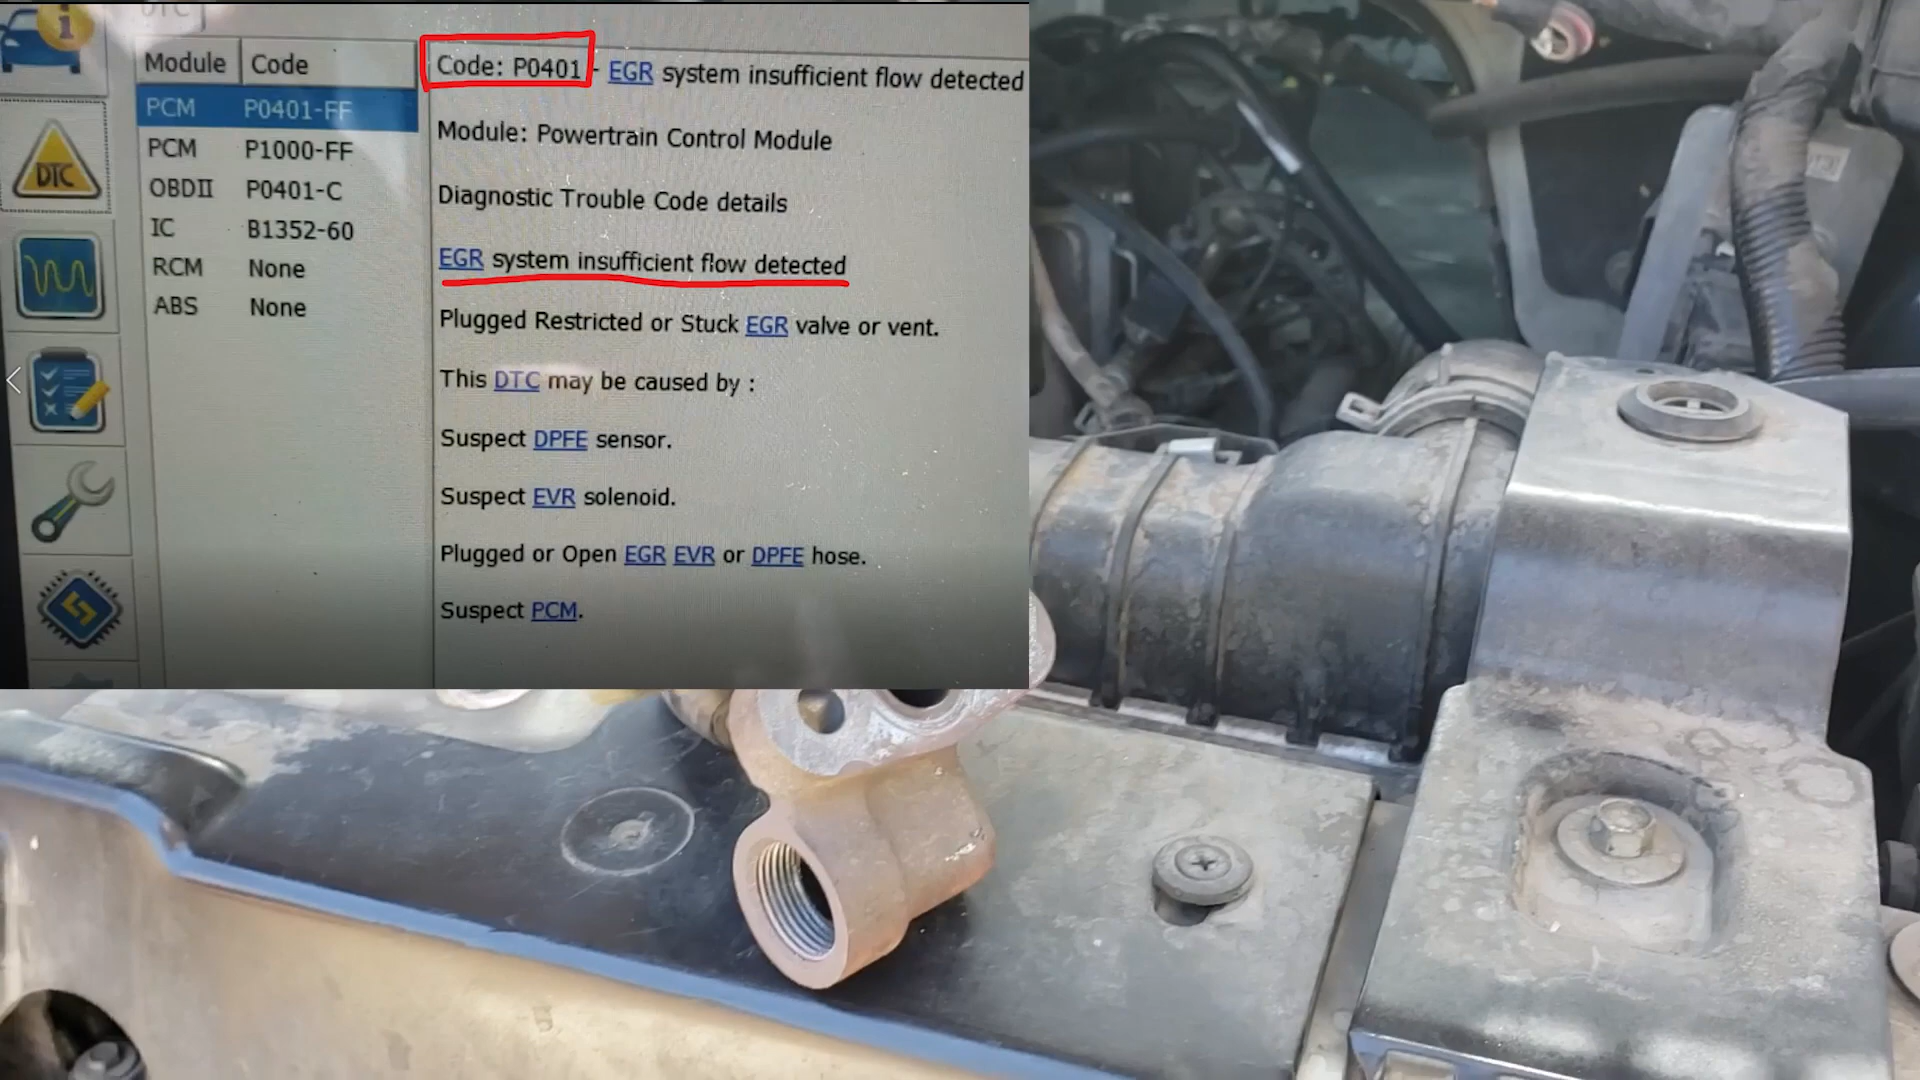 DTC
Module Code
PCM P0401-FF
PCM P1000-FF
OBDII P0401-C
IC B1352-60
RCM None
ABS None
Code: P0401 - EGR system insufficient flow detected
Module: Powertrain Control Module
Diagnostic Trouble Code details
EGR system insufficient flow detected
Plugged Restricted or Stuck EGR valve or vent.
This DTC may be caused by :
Suspect DPFE sensor.
Suspect EVR solenoid.
Plugged or Open EGR EVR or DPFE hose.
Suspect PCM.
DTC